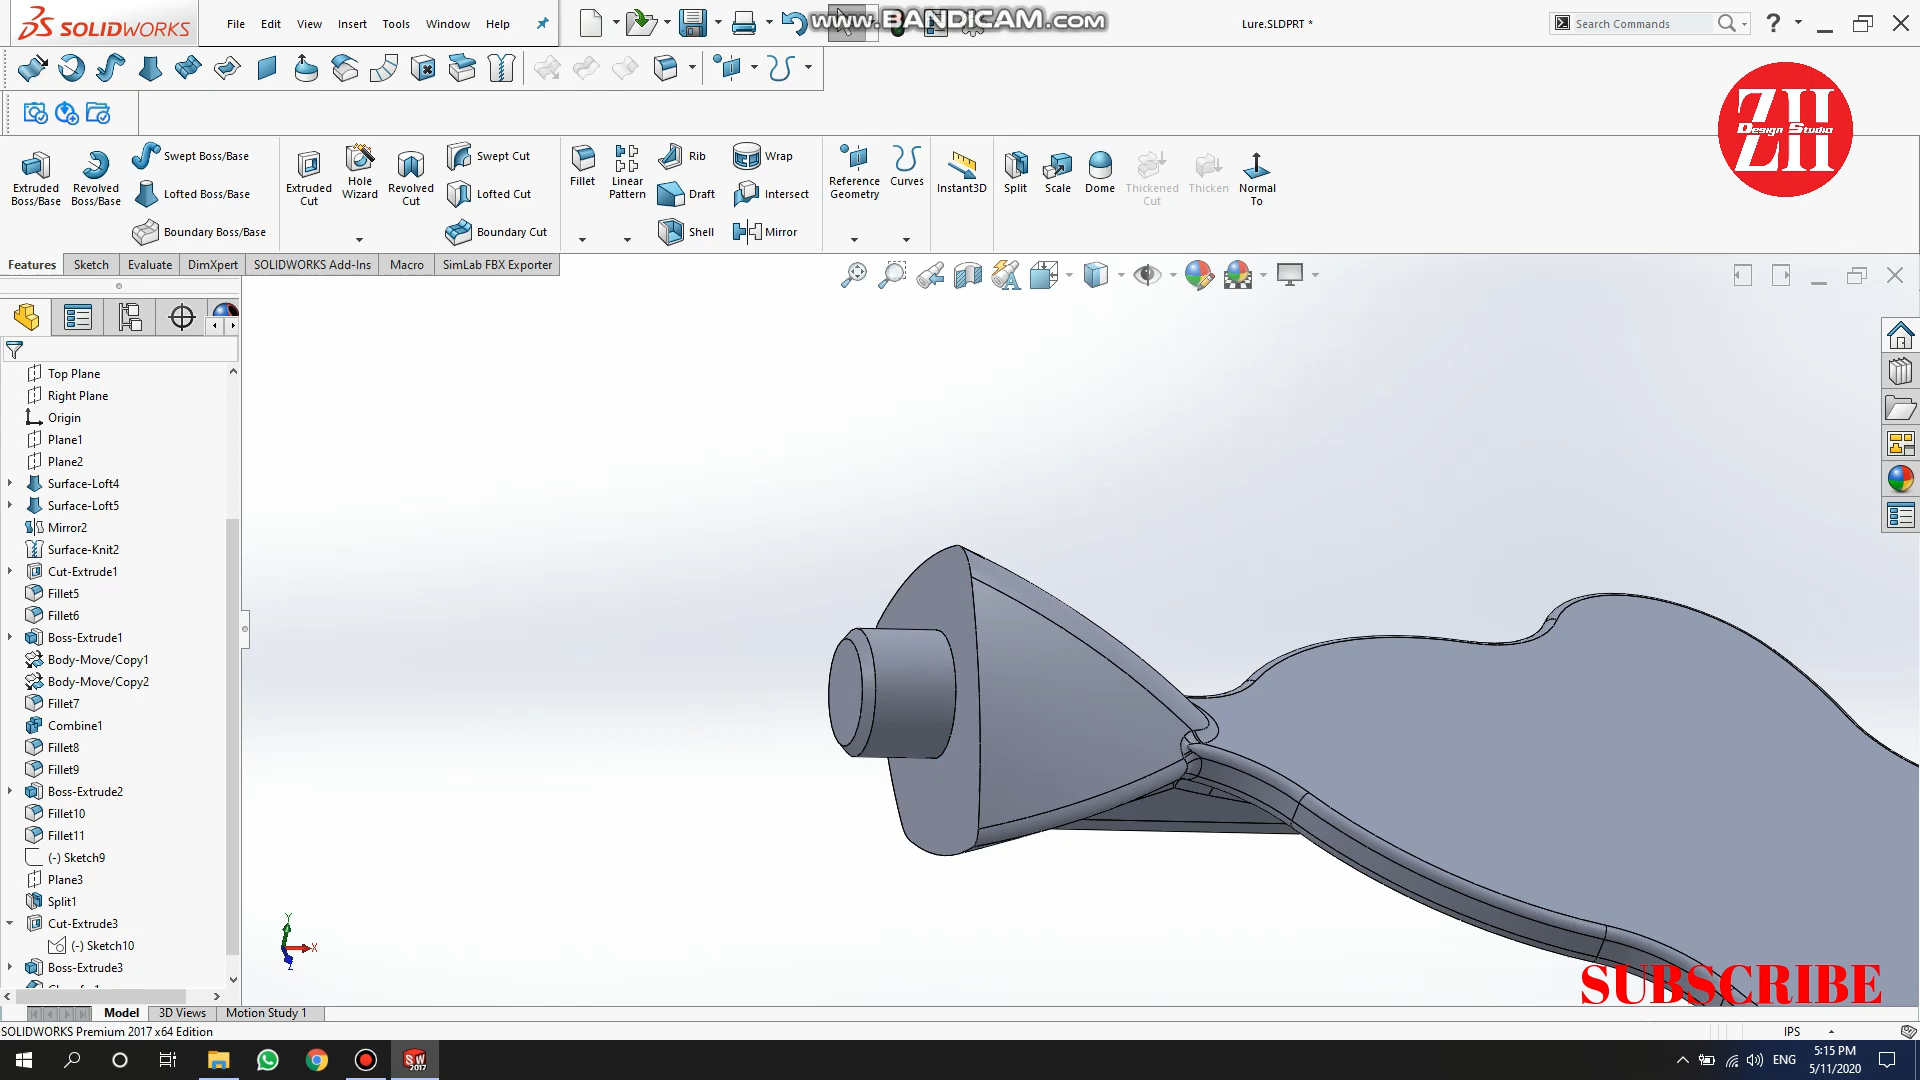 SOLIDWORKS
File Edit View Insert Tools Window Help
www.BANDICAM.com
Lure.SLDPRT *
Search Commands
?
ZH
Design Studio
ZH
Extruded Boss/Base
Revolved Boss/Base
Swept Boss/Base
Lofted Boss/Base
Boundary Boss/Base
Extruded Cut
Hole Wizard
Revolved Cut
Swept Cut
Lofted Cut
Boundary Cut
Fillet
Linear Pattern
Rib
Draft
Shell
Wrap
Intersect
Mirror
Reference Geometry
Curves
Instant3D
Split
Scale
Dome
Thickened Cut
Thicken
Normal To
Features Sketch Evaluate DimXpert SOLIDWORKS Add-Ins Macro SimLab FBX Exporter
Top Plane
Right Plane
Origin
Plane1
Plane2
Surface-Loft4
Surface-Loft5
Mirror2
Surface-Knit2
Cut-Extrude1
Fillet5
Fillet6
Boss-Extrude1
Body-Move/Copy1
Body-Move/Copy2
Fillet7
Combine1
Fillet8
Fillet9
Boss-Extrude2
Fillet10
Fillet11
(-) Sketch9
Plane3
Split1
Cut-Extrude3
(-) Sketch10
Boss-Extrude3
Y
X
Z
SUBSCRIBE
Model 3D Views Motion Study 1
SOLIDWORKS Premium 2017 x64 Edition
IPS
SW
2017
ENG
5:15 PM
5/11/2020